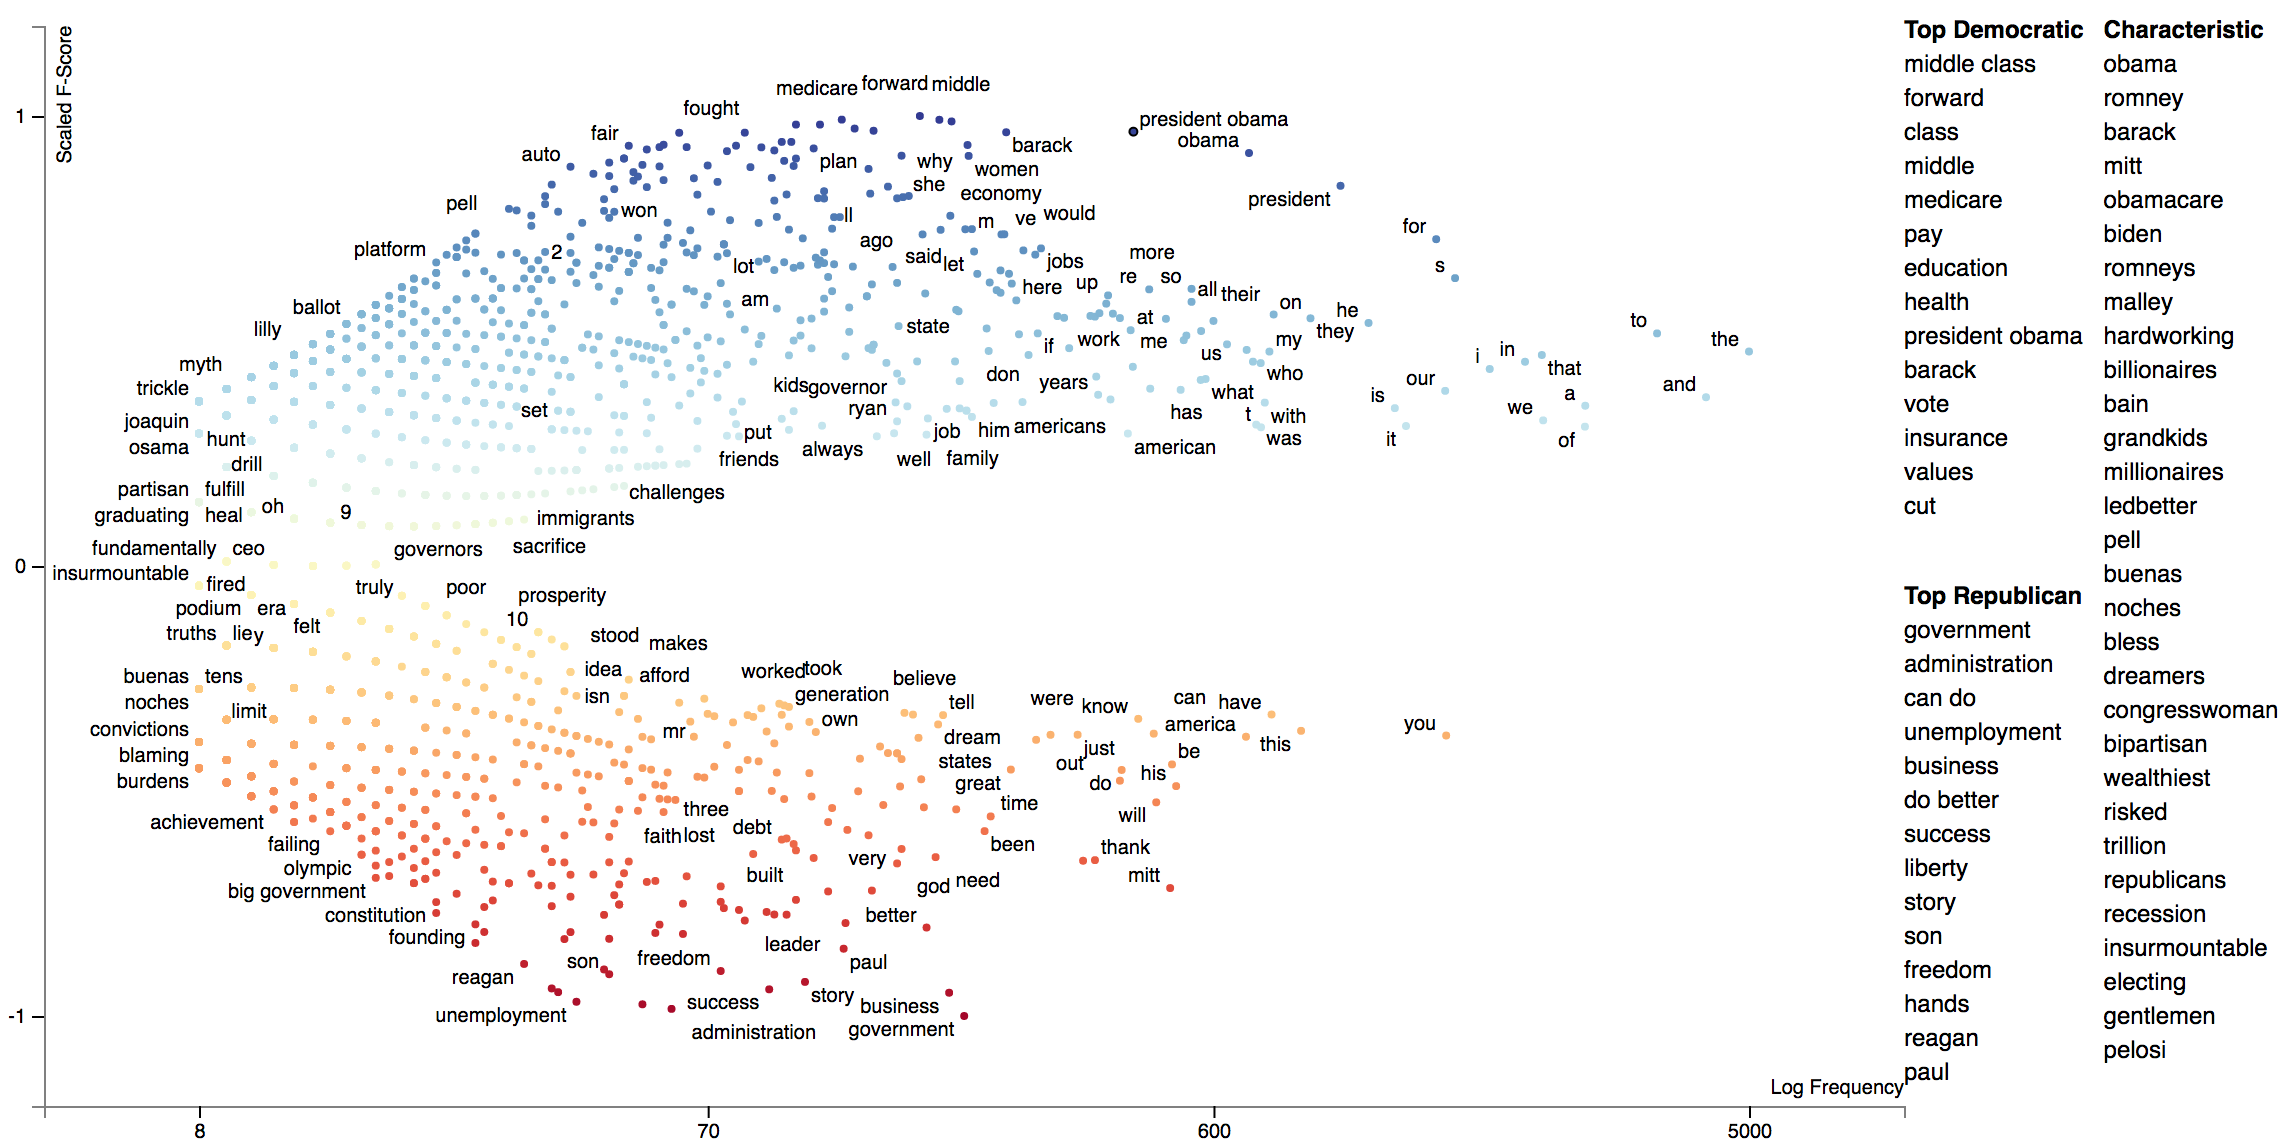 Scaled F-Score
1
0
-1
8
70
600
5000
Log Frequency
medicare forward middle
fought
president obama
fair
obama
barack
auto
plan
why
women
she
economy
president
pell
won
ll
m
ve
would
for
platform
2
ago
said
let
more
jobs
s
lot
re
so
here
up
all
their
am
on
ballot
he
to
lilly
state
at
they
the
work
me
my
if
us
i
in
myth
that
trickle
kids
governor
don
years
who
our
and
ryan
what
is
a
set
has
we
joaquin
t
with
put
job
him
americans
hunt
was
it
of
osama
always
american
drill
friends
well
family
partisan
fulfill
challenges
oh
9
graduating
heal
immigrants
fundamentally
ceo
governors
sacrifice
insurmountable
fired
truly
poor
prosperity
podium
era
10
felt
truths
lie
y
stood
makes
idea
afford
worked
took
buenas
tens
believe
isn
generation
noches
limit
own
tell
were
know
can
have
convictions
mr
dream
america
you
this
blaming
states
just
be
out
burdens
great
do
his
three
time
will
achievement
debt
faith
lost
failing
very
been
thank
olympic
built
god
need
mitt
big government
constitution
better
founding
leader
son
freedom
paul
reagan
success
story
business
unemployment
administration
government
Top Democratic
middle class
forward
class
middle
medicare
pay
education
health
president obama
barack
vote
insurance
values
cut
Top Republican
government
administration
can do
unemployment
business
do better
success
liberty
story
son
freedom
hands
reagan
paul
Characteristic
obama
romney
barack
mitt
obamacare
biden
romneys
malley
hardworking
billionaires
bain
grandkids
millionaires
ledbetter
pell
buenas
noches
bless
dreamers
congresswoman
bipartisan
wealthiest
risked
trillion
republicans
recession
insurmountable
electing
gentlemen
pelosi